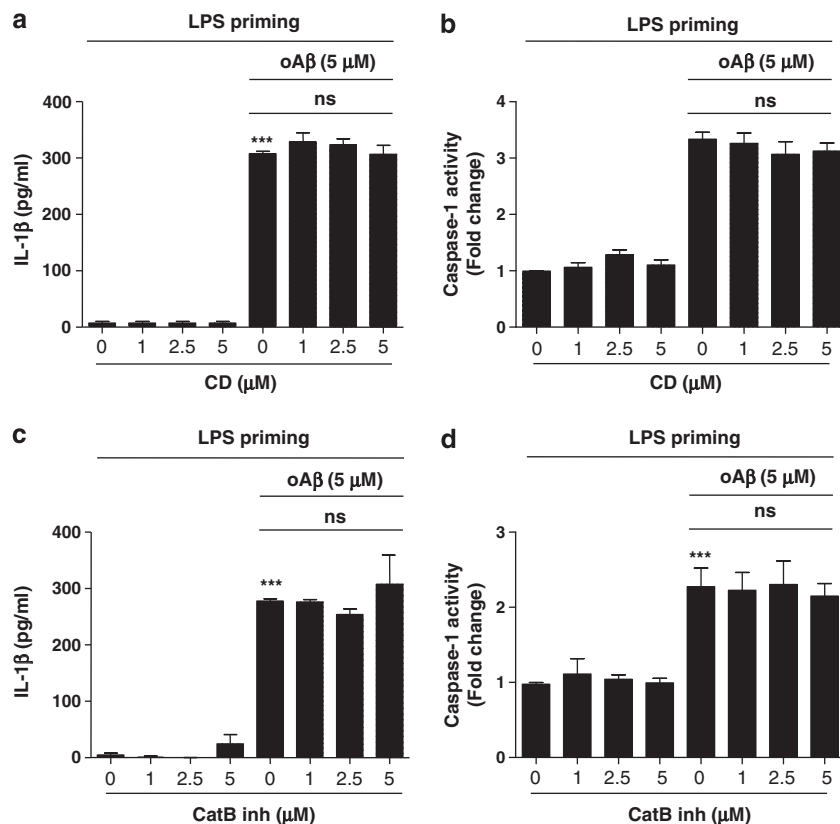 a
LPS priming
oAβ (5 μM)
ns
***
IL-1β (pg/ml)
400
300
200
100
0
0 1 2.5 5 0 1 2.5 5
CD (μM)
b
LPS priming
oAβ (5 μM)
ns
Caspase-1 activity
(Fold change)
4
3
2
1
0
0 1 2.5 5 0 1 2.5 5
CD (μM)
c
LPS priming
oAβ (5 μM)
ns
***
IL-1β (pg/ml)
400
300
200
100
0
0 1 2.5 5 0 1 2.5 5
CatB inh (μM)
d
LPS priming
oAβ (5 μM)
ns
***
Caspase-1 activity
(Fold change)
3
2
1
0
0 1 2.5 5 0 1 2.5 5
CatB inh (μM)